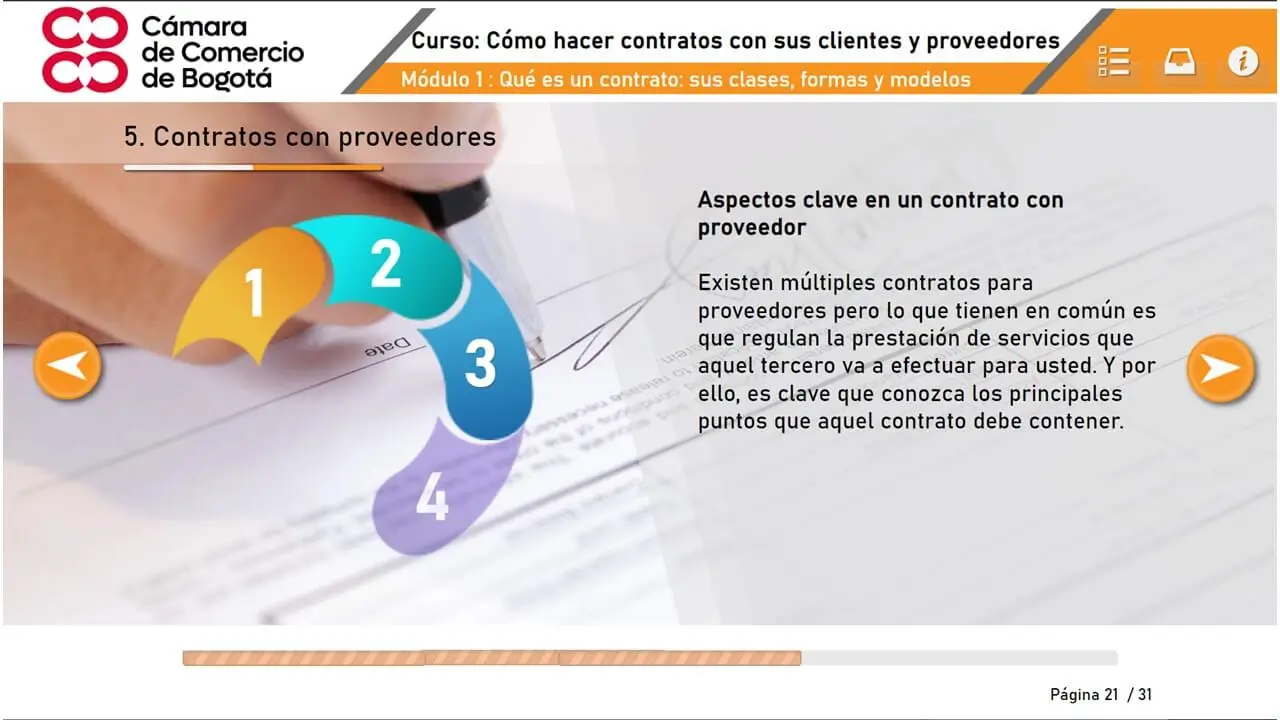 Cámara
de Comercio
de Bogotá
Curso: Cómo hacer contratos con sus clientes y proveedores
Módulo 1 : Qué es un contrato: sus clases, formas y modelos
i
5. Contratos con proveedores
1
2
3
4
Date
Aspectos clave en un contrato con
proveedor
Existen múltiples contratos para
proveedores pero lo que tienen en común es
que regulan la prestación de servicios que
aquel tercero va a efectuar para usted. Y por
ello, es clave que conozca los principales
puntos que aquel contrato debe contener.
Página 21 / 31